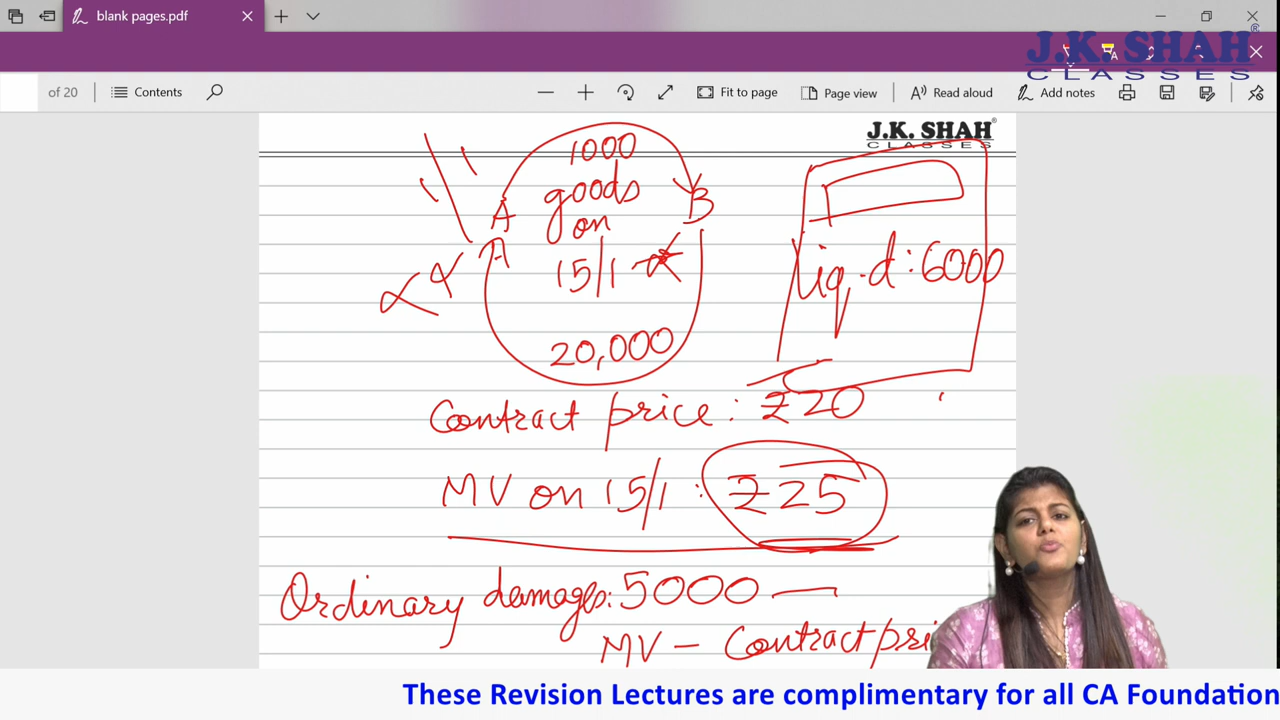 blank pages.pdf
J.K. SHAH®
CLASSES
of 20
Contents
Fit to page
Page view
Read aloud
Add notes
J.K. SHAH®
CLASSES
1000
goods
A
B
on
A
15/1
liq. d : 6000
20,000
Contract price : ₹20
MV on 15/1 : ₹25
Ordinary damages: 5000 —
MV – Contract pri
These Revision Lectures are complimentary for all CA Foundation